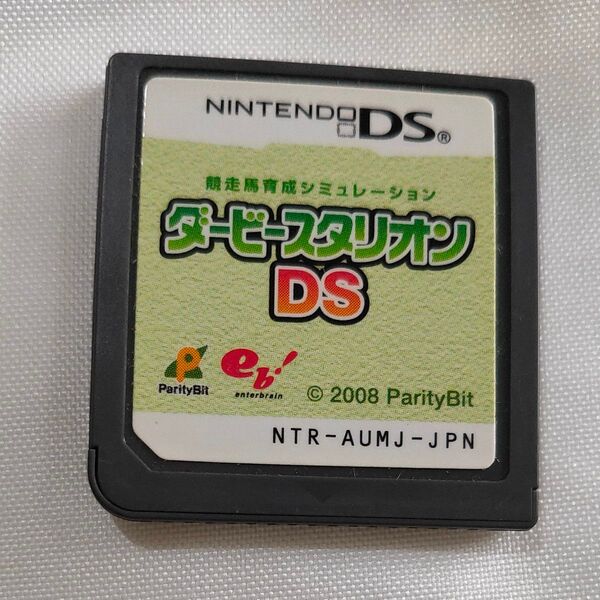 NINTENDO DS®
競走馬育成シミュレーション
ダービースタリオン
DS
ParityBit
eb!
enterbrain
© 2008 ParityBit
NTR-AUMJ-JPN